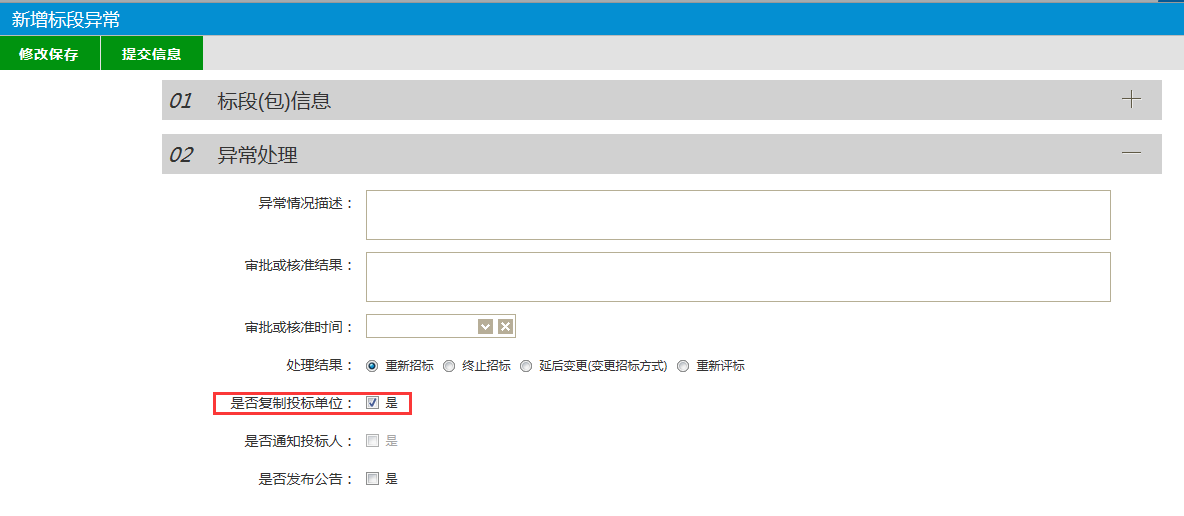 新增标段异常
修改保存 提交信息
01 标段(包)信息
02 异常处理
异常情况描述：
审批或核准结果：
审批或核准时间：
处理结果： 重新招标 终止招标 延后变更(变更招标方式) 重新评标
是否复制投标单位： 是
是否通知投标人： 是
是否发布公告： 是